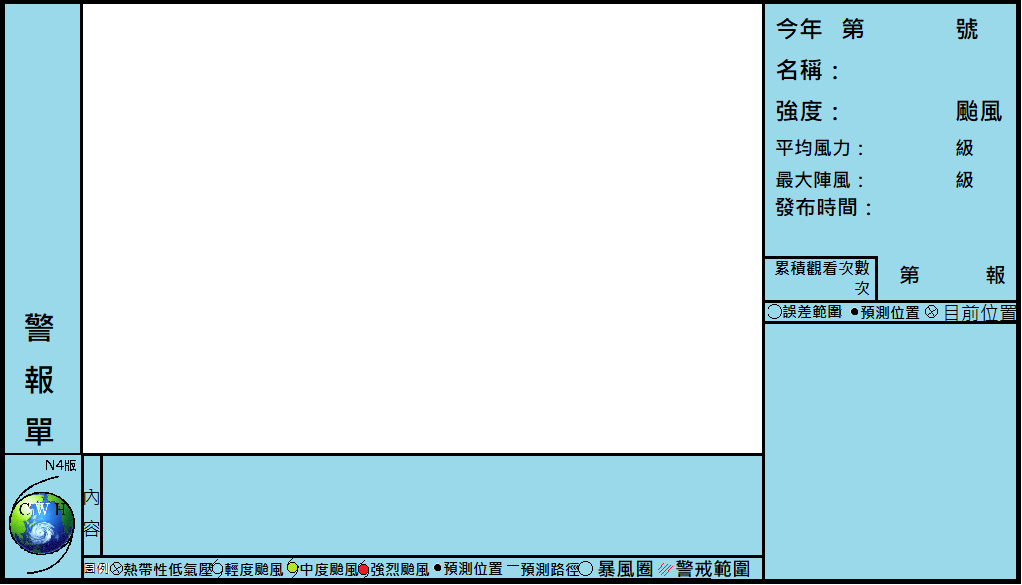 今年 第 號
名稱：
強度： 颱風
平均風力： 級
最大陣風： 級
發布時間：
累積觀看次數
次
第 報
誤差範圍 預測位置 目前位置
警
報
單
N4版
CWH
內
容
圖例 熱帶性低氣壓 輕度颱風 中度颱風 強烈颱風 預測位置 預測路徑 暴風圈 警戒範圍